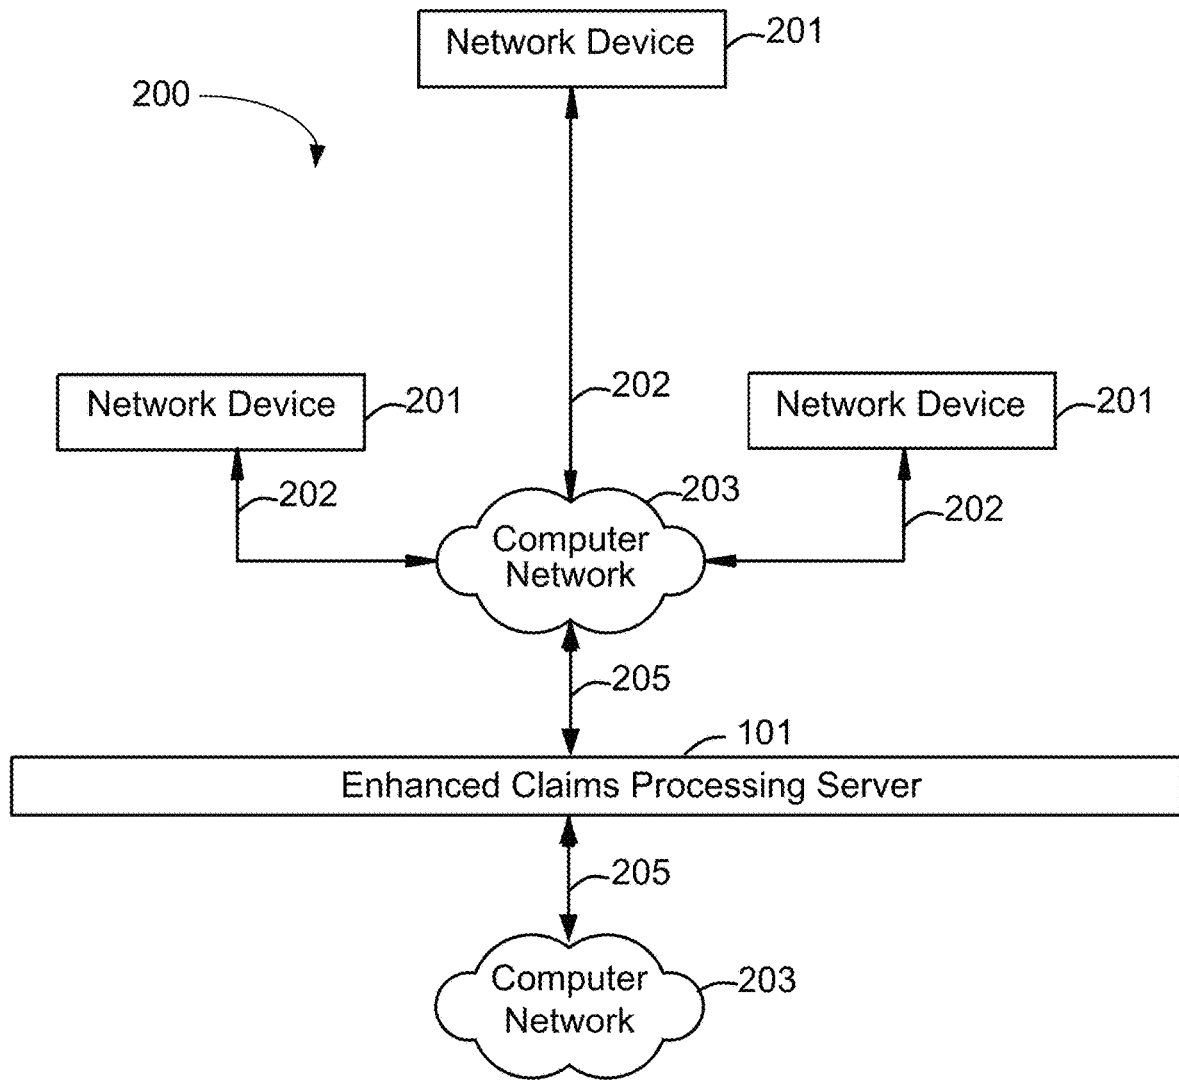 Network Device
201
200
202
Network Device
201
Network Device
201
202
203
202
Computer
Network
205
101
Enhanced Claims Processing Server
205
Computer
Network
203